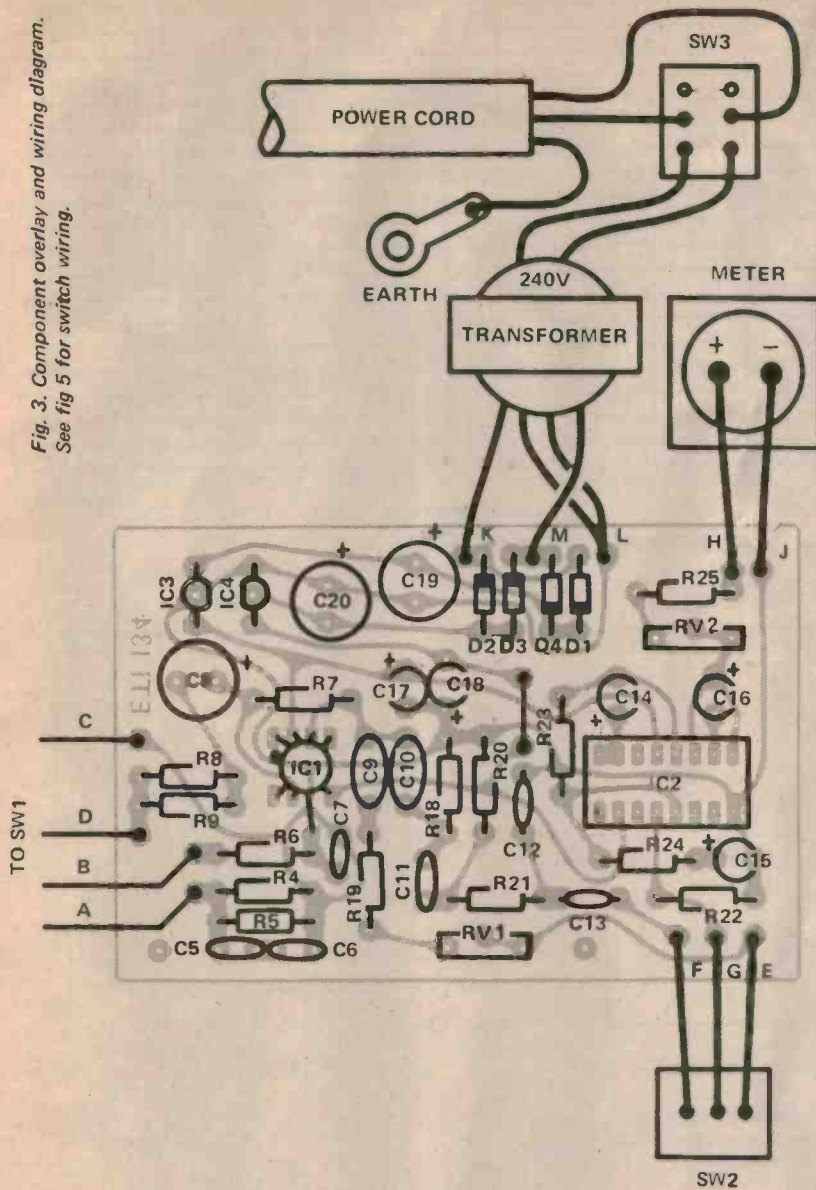 Fig. 3. Component overlay and wiring diagram.
See fig 5 for switch wiring.
SW3
POWER CORD
EARTH
240V
TRANSFORMER
METER
+
−
K
M
L
H
J
IC3
IC4
+
C20
+
C19
D2
D3
Q4
D1
R25
RV2
ETI 134
C8
+
R7
+
C17
C18
+
R23
C14
+
+
C16
TO SW1
C
D
B
A
R8
R9
IC1
C9
C10
R18
R20
C2
C7
C12
R6
R4
R5
R19
C11
R21
C13
R24
+
C15
R22
C5
C6
RV1
F
G
E
SW2